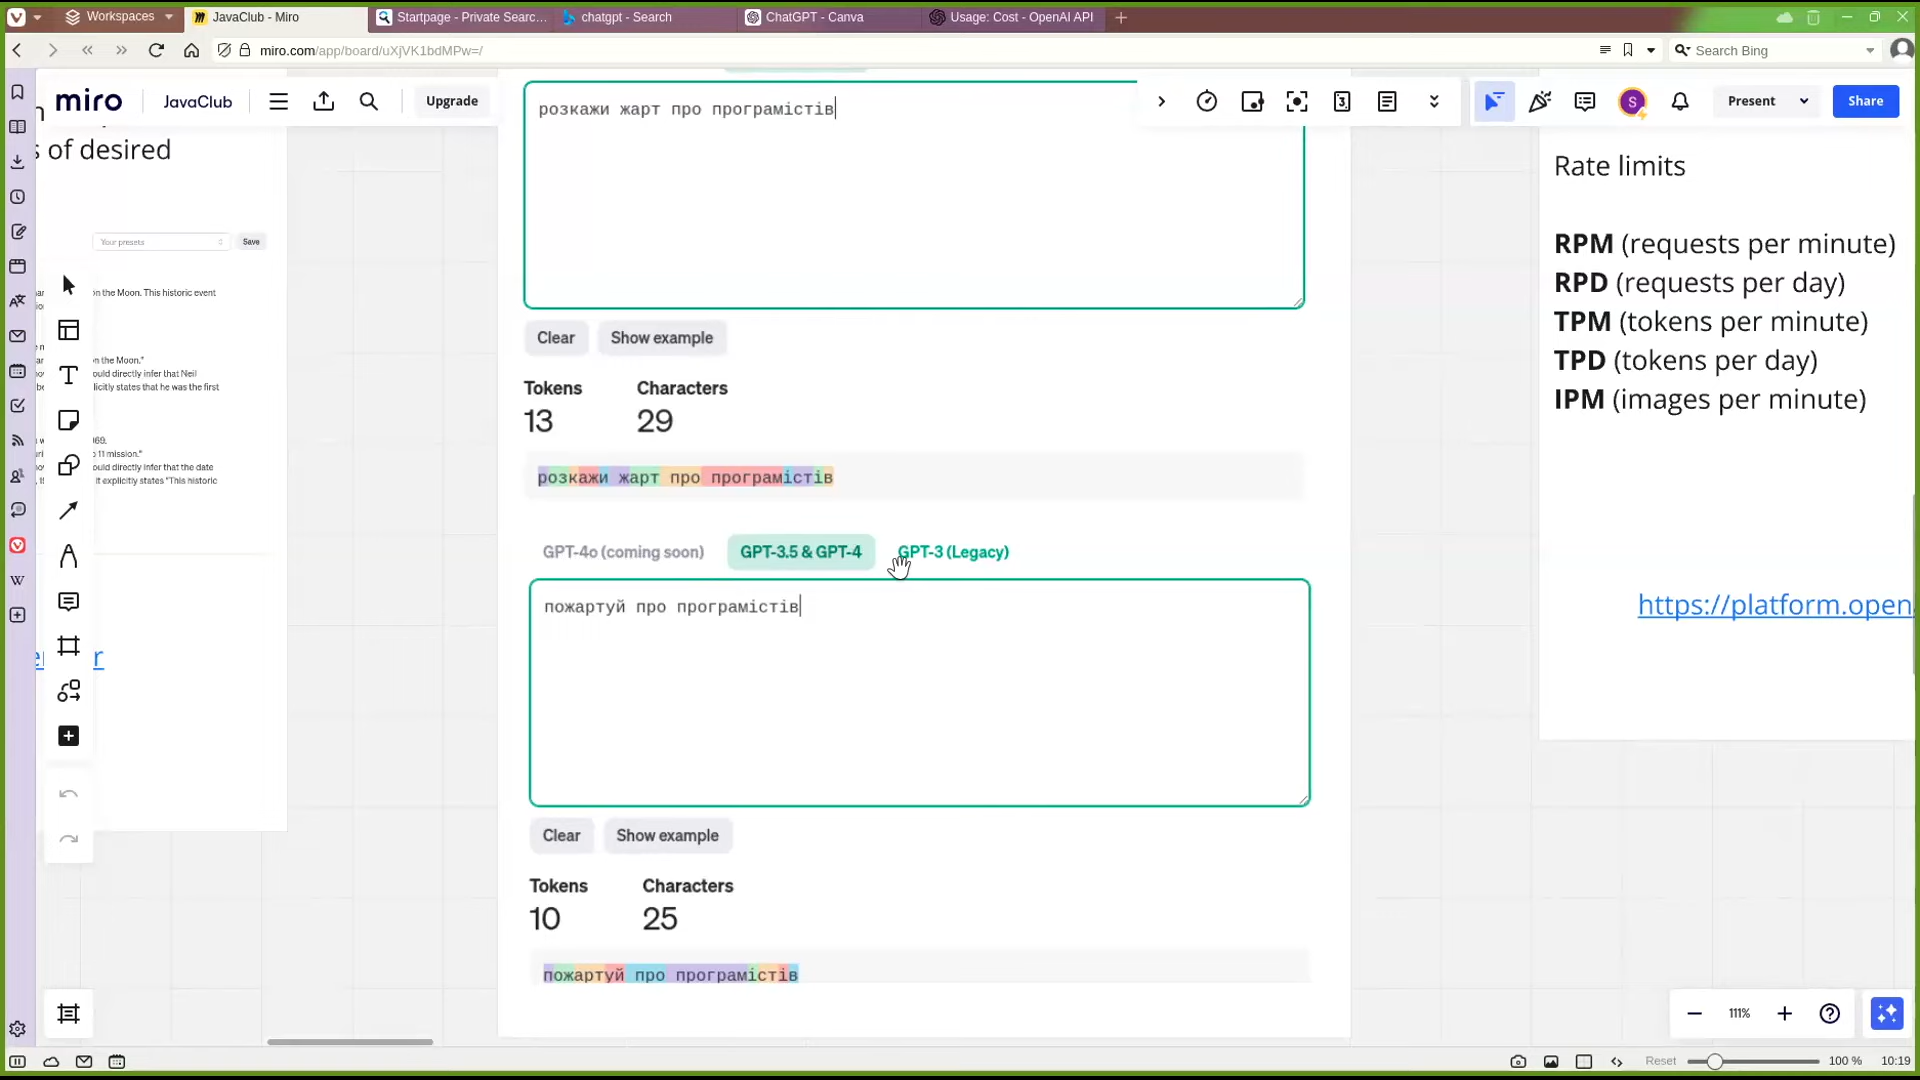 Workspaces
JavaClub - Miro
Startpage - Private Searc...
chatgpt - Search
ChatGPT - Canva
Usage: Cost - OpenAI API
miro.com/app/board/uXjVK1bdMPw=/
Search Bing
miro
JavaClub
Upgrade
Present
Share
s of desired
Your presets
Save
on the Moon. This historic event
on the Moon."
ould directly infer that Neil
licitly states that he was the first
969.
o 11 mission."
ould directly infer that the date
it explicitly states "This historic
розкажи жарт про програмістів
Clear
Show example
Tokens
Characters
13
29
розкажи жарт про програмістів
GPT-4o (coming soon)
GPT-3.5 & GPT-4
GPT-3 (Legacy)
пожартуй про програмістів
Clear
Show example
Tokens
Characters
10
25
пожартуй про програмістів
Rate limits
RPM (requests per minute)
RPD (requests per day)
TPM (tokens per minute)
TPD (tokens per day)
IPM (images per minute)
https://platform.open
111%
Reset
100 %
10:19